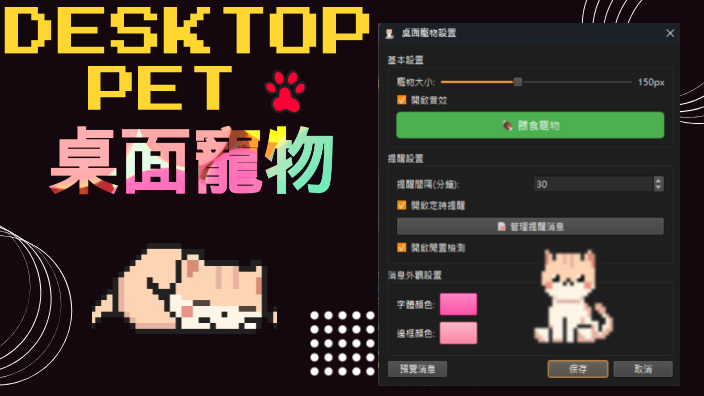 DESKTOP
PET
桌面寵物
桌面寵物設置
基本設置
寵物大小:
150px
開啟音效
餵食寵物
提醒設置
提醒間隔(分鐘):
30
開啟定時提醒
管理提醒消息
開啟閒置檢測
消息外觀設置
字體顏色:
邊框顏色:
預覽消息
保存
取消